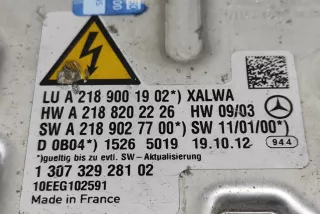 00
LU A 218 900 19 02*) XALWA
HW A 218 820 22 26 HW 09/03
SW A 218 902 77 00*) SW 11/01/00*)
D 0B04*) 1526 5019 19.10.12 944
*)gueltig bis zu evtl. SW - Aktualisierung
1 307 329 281 02
10EEG102591
Made in France